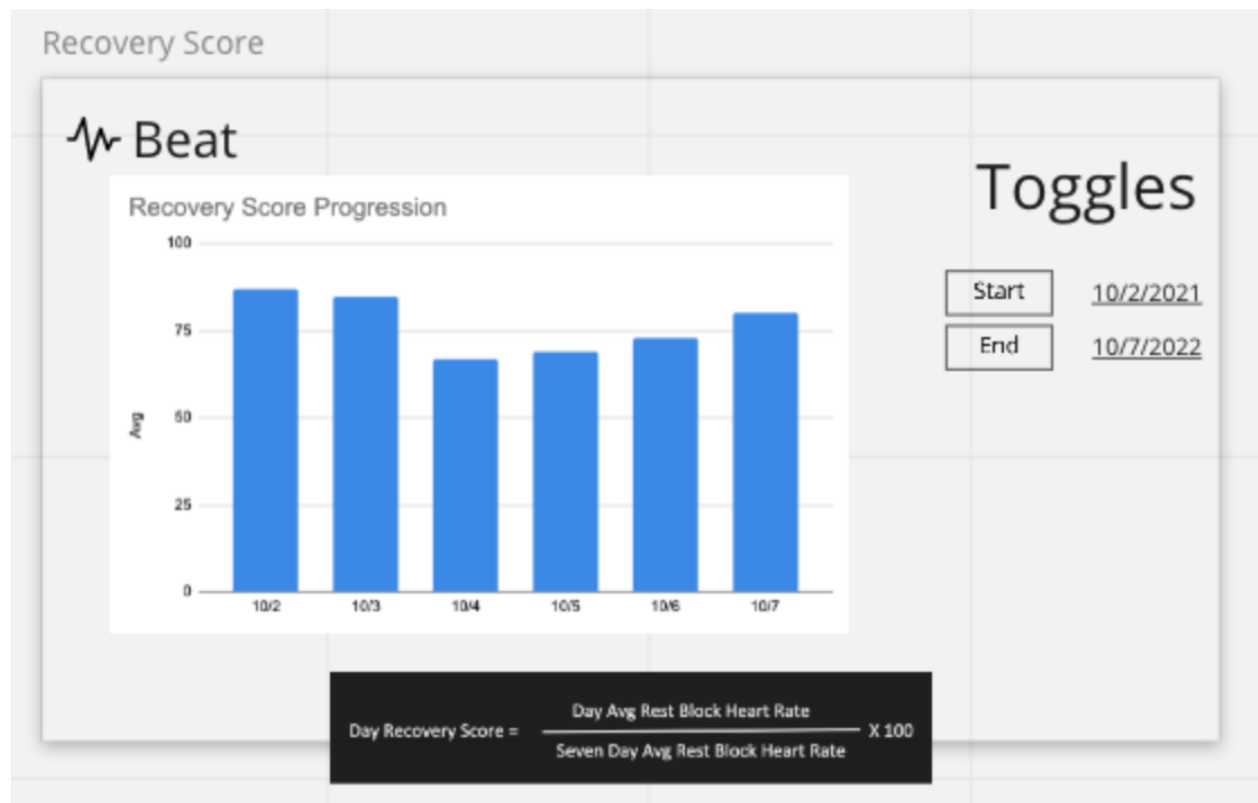 Recovery Score
Beat
Toggles
Recovery Score Progression
100
75
50
25
0
Avg
10/2 10/3 10/4 10/5 10/6 10/7
Start 10/2/2021
End 10/7/2022
Day Recovery Score =
Day Avg Rest Block Heart Rate
Seven Day Avg Rest Block Heart Rate
X 100